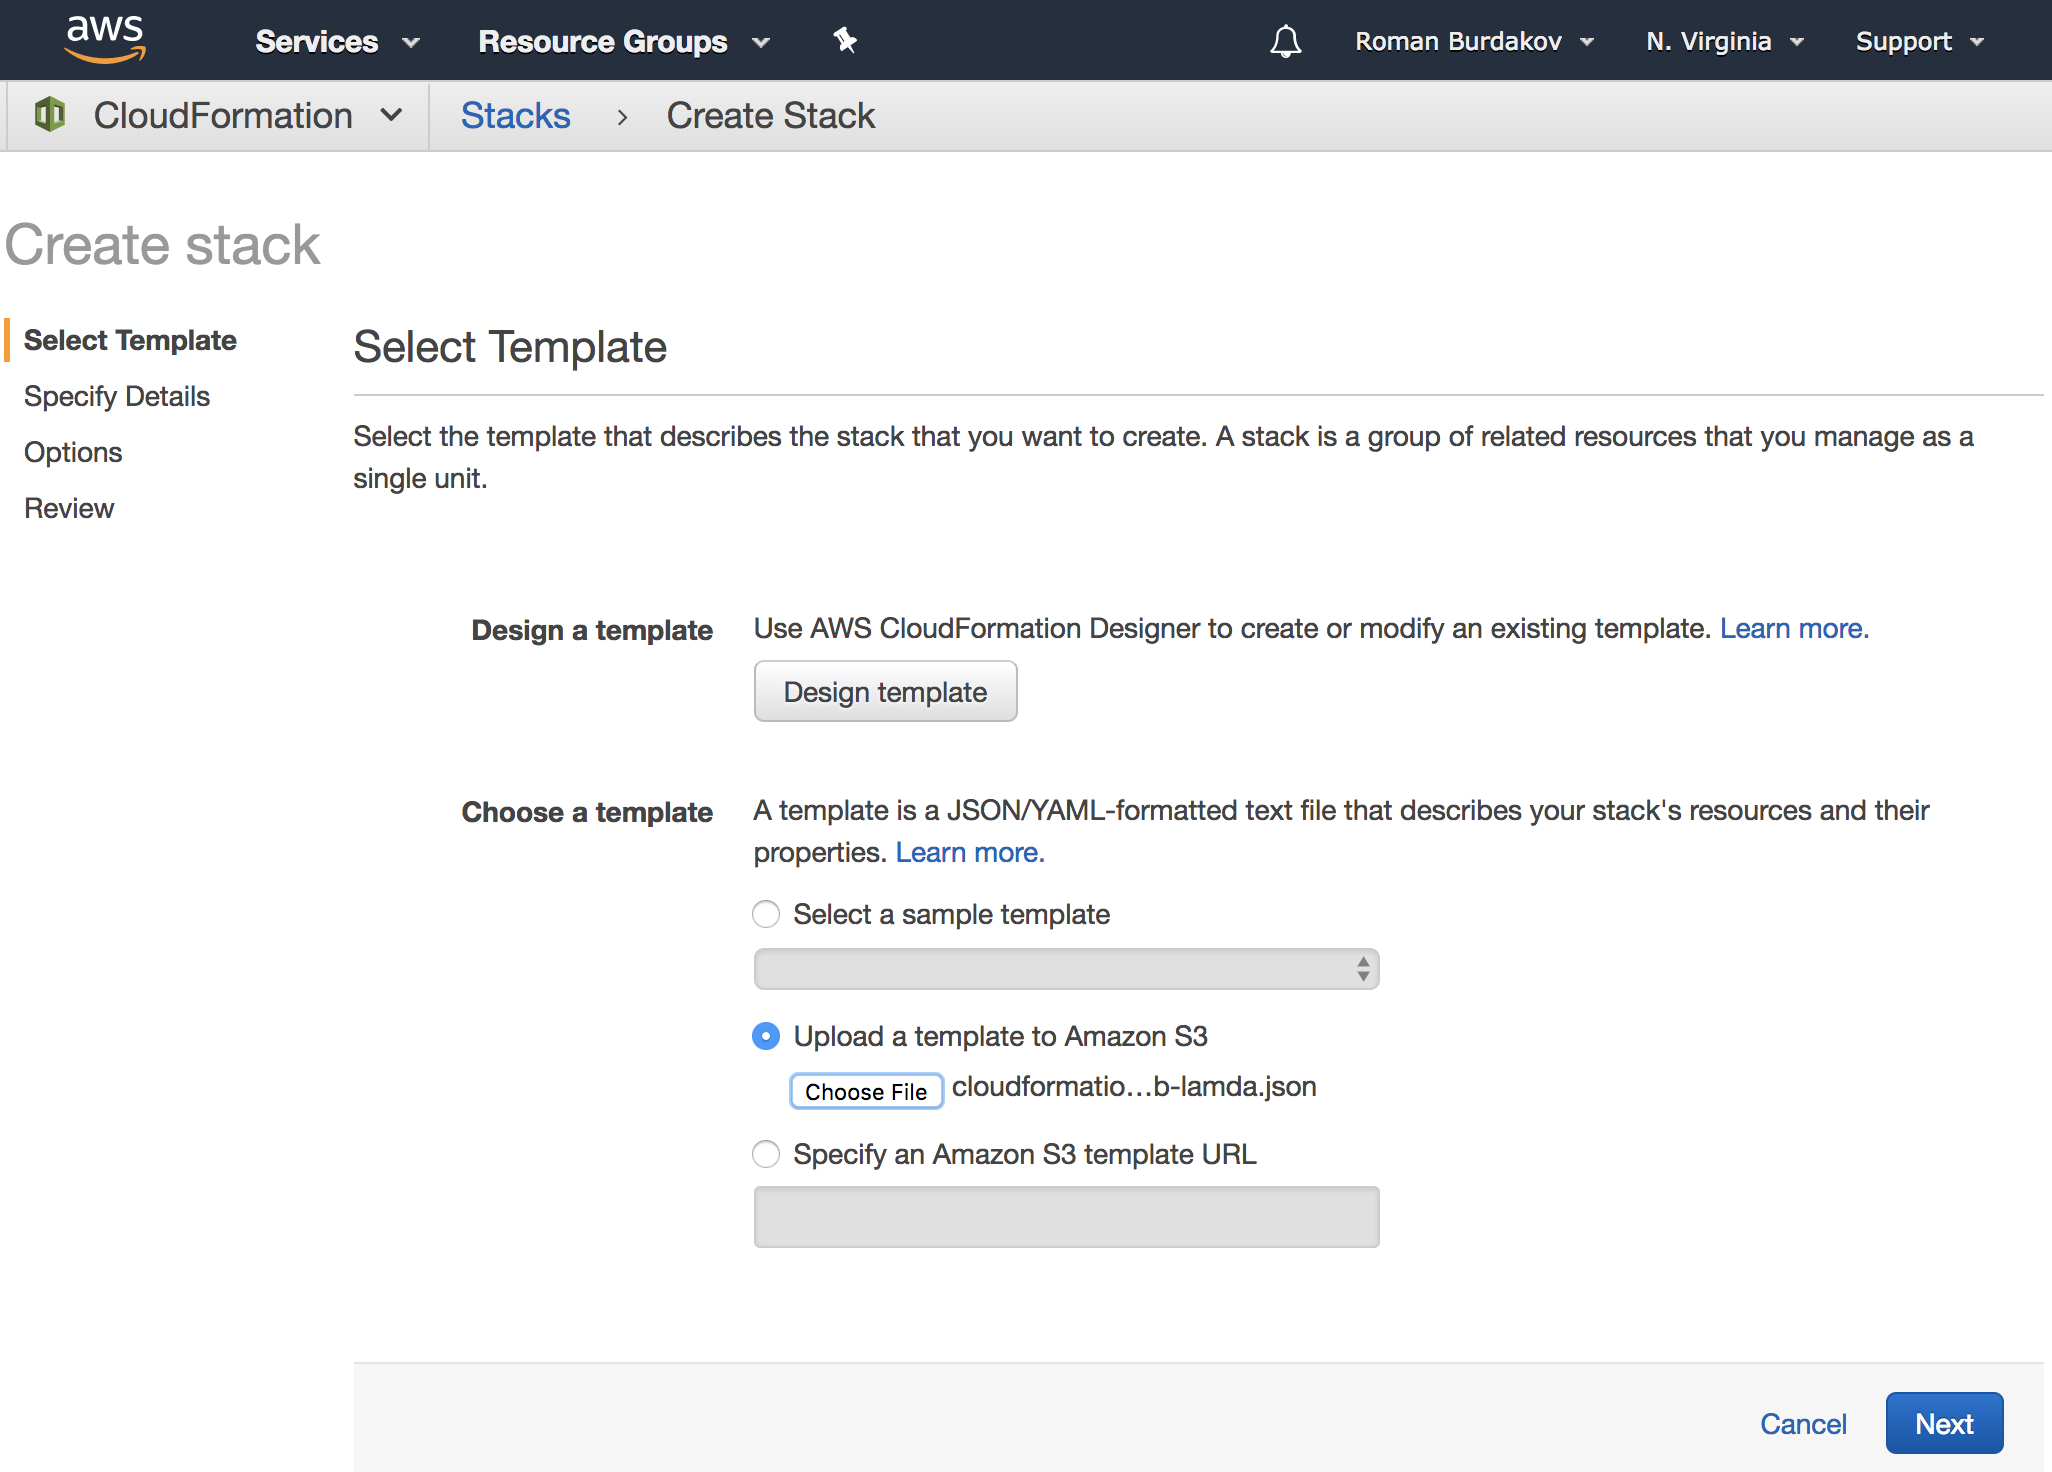 aws Services Resource Groups Roman Burdakov N. Virginia Support
CloudFormation Stacks › Create Stack
Create stack
Select Template
Specify Details
Options
Review
Select Template
Select the template that describes the stack that you want to create. A stack is a group of related resources that you manage as a
single unit.
Design a template Use AWS CloudFormation Designer to create or modify an existing template. Learn more.
Design template
Choose a template A template is a JSON/YAML-formatted text file that describes your stack's resources and their
properties. Learn more.
Select a sample template
Upload a template to Amazon S3
Choose File cloudformatio...b-lamda.json
Specify an Amazon S3 template URL
Cancel Next